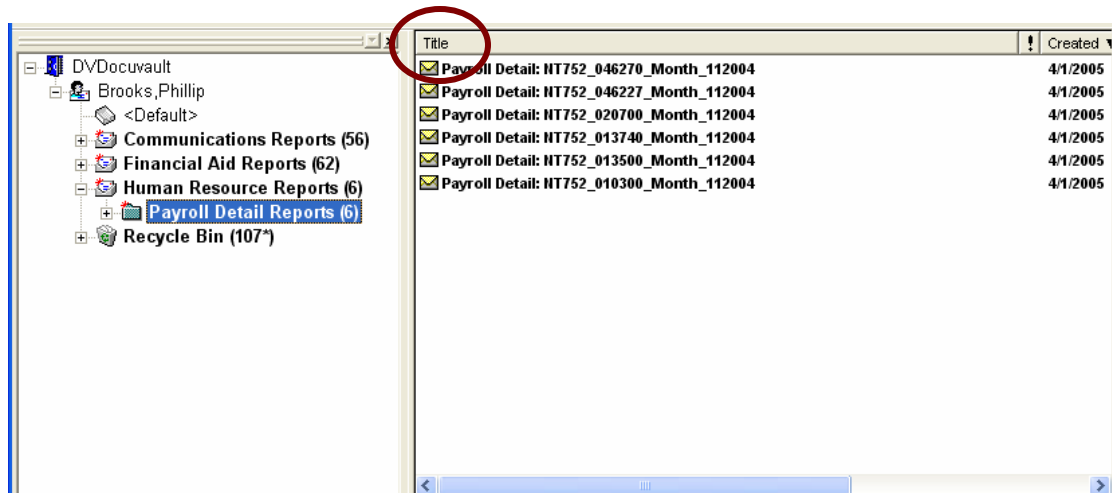 DVDocuvault
Brooks,Phillip
<Default>
Communications Reports (56)
Financial Aid Reports (62)
Human Resource Reports (6)
Payroll Detail Reports (6)
Recycle Bin (107*)
Title ! Created
Payroll Detail: NT752_046270_Month_112004 4/1/2005
Payroll Detail: NT752_046227_Month_112004 4/1/2005
Payroll Detail: NT752_020700_Month_112004 4/1/2005
Payroll Detail: NT752_013740_Month_112004 4/1/2005
Payroll Detail: NT752_013500_Month_112004 4/1/2005
Payroll Detail: NT752_010300_Month_112004 4/1/2005